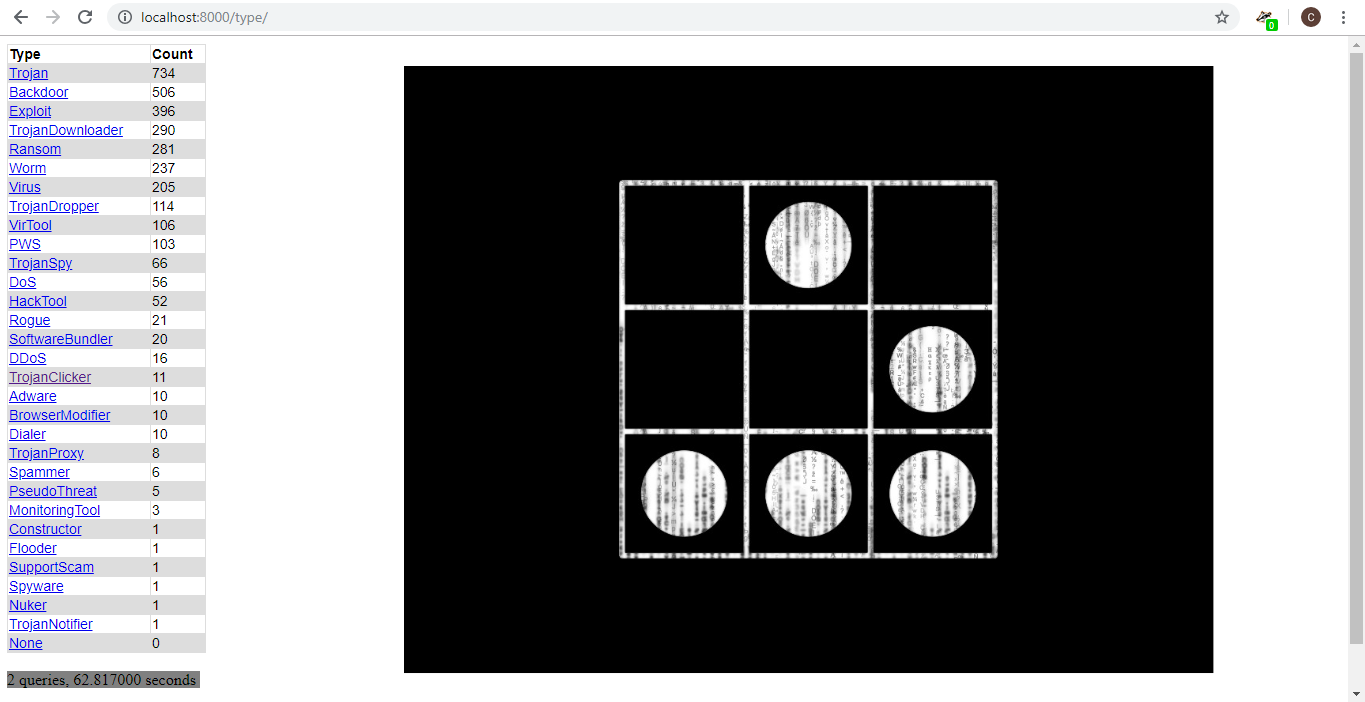 localhost:8000/type/
0
C
Type Count
Trojan 734
Backdoor 506
Exploit 396
TrojanDownloader 290
Ransom 281
Worm 237
Virus 205
TrojanDropper 114
VirTool 106
PWS 103
TrojanSpy 66
DoS 56
HackTool 52
Rogue 21
SoftwareBundler 20
DDoS 16
TrojanClicker 11
Adware 10
BrowserModifier 10
Dialer 10
TrojanProxy 8
Spammer 6
PseudoThreat 5
MonitoringTool 3
Constructor 1
Flooder 1
SupportScam 1
Spyware 1
Nuker 1
TrojanNotifier 1
None 0
2 queries, 62.817000 seconds